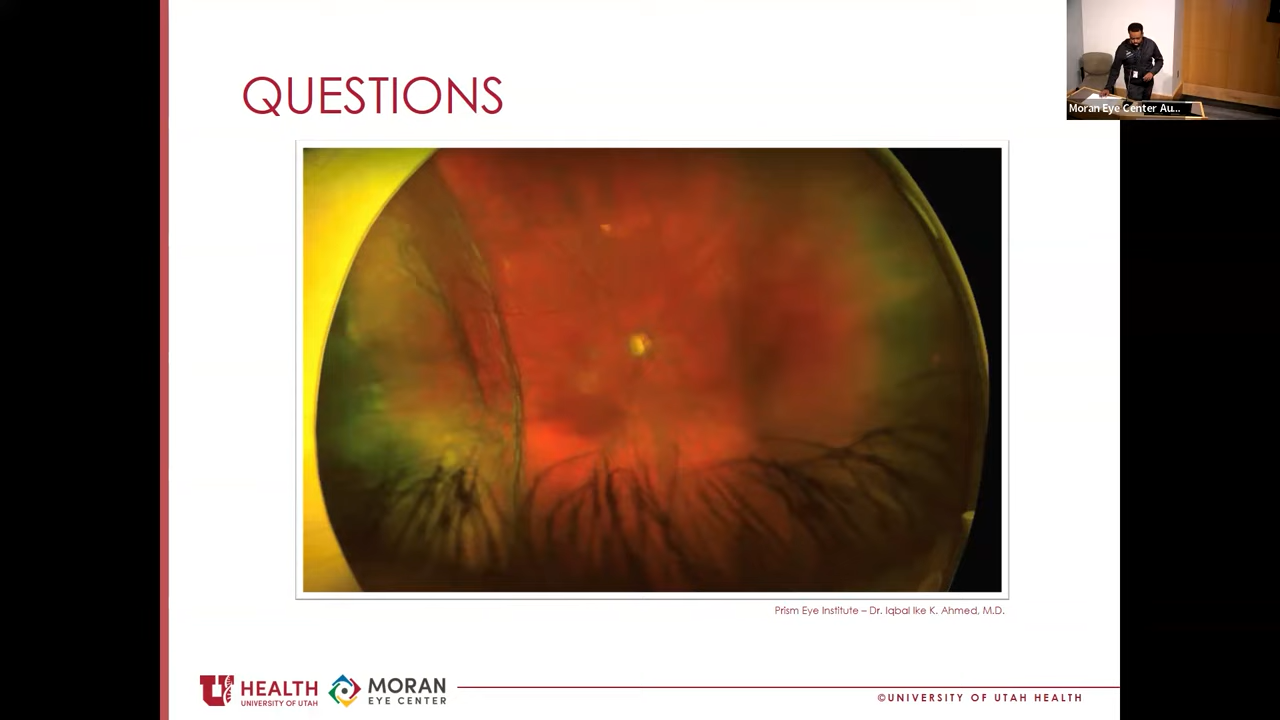 QUESTIONS
Moran Eye Center Au...
Prism Eye Institute – Dr. Iqbal Ike K. Ahmed, M.D.
U HEALTH
UNIVERSITY OF UTAH
MORAN
EYE CENTER
©UNIVERSITY OF UTAH HEALTH